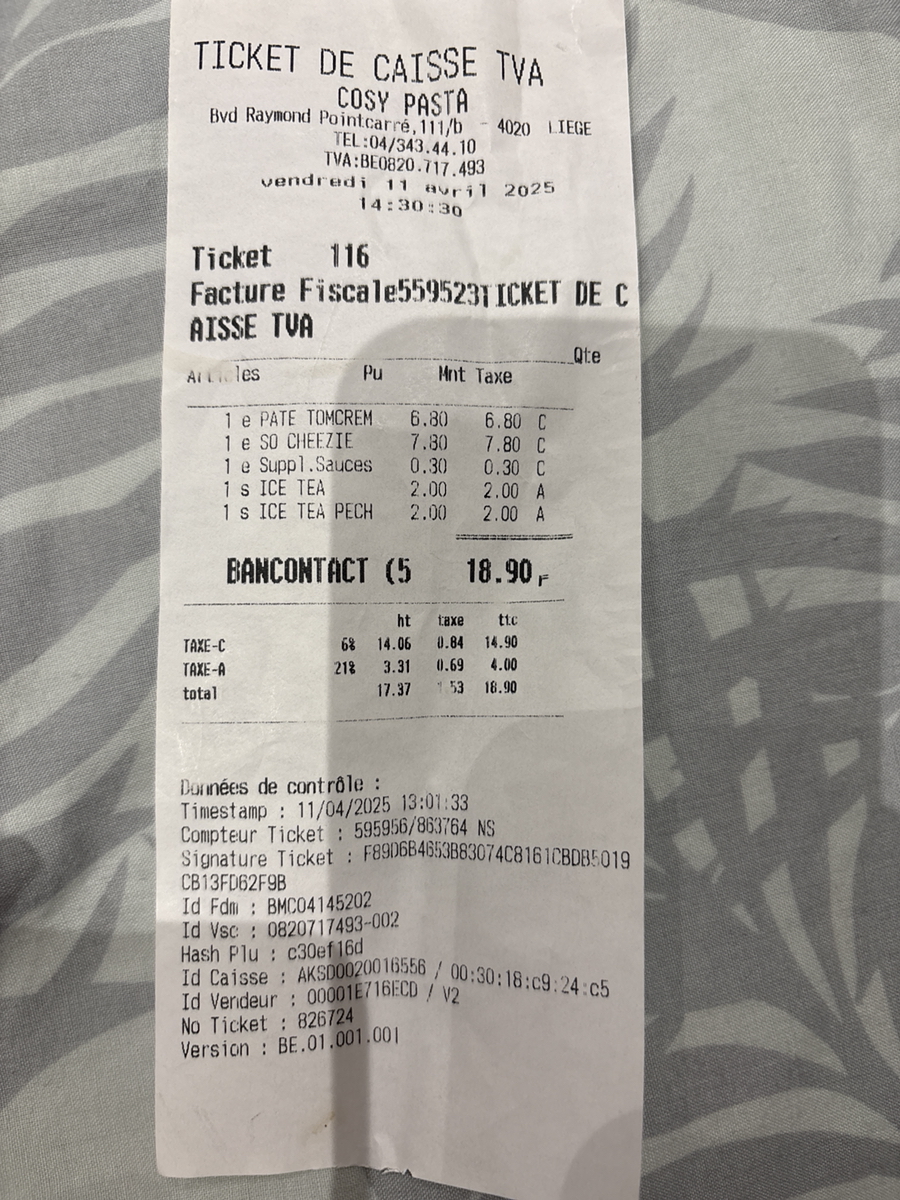 TICKET DE CAISSE TVA
COSY PASTA
Bvd Raymond Pointcarré,111/b - 4020 LIEGE
TEL:04/343.44.10
TVA:BE0820.717.493
vendredi 11 avril 2025
14:30:30
Ticket 116
Facture Fiscale559523TICKET DE C
AISSE TVA
Qte
Articles Pu Mnt Taxe
1 e PATE TOMCREM 6.80 6.80 C
1 e SO CHEEZIE 7.80 7.80 C
1 e Suppl.Sauces 0.30 0.30 C
1 s ICE TEA 2.00 2.00 A
1 s ICE TEA PECH 2.00 2.00 A
BANCONTACT (5 18.90
ht taxe ttc
TAXE-C 6% 14.06 0.84 14.90
TAXE-A 21% 3.31 0.69 4.00
total 17.37 1.53 18.90
Données de contrôle :
Timestamp : 11/04/2025 13:01:33
Compteur Ticket : 595956/863764 NS
Signature Ticket : F89D6B4653B83074C8161CBDB5019
CB13FD62F9B
Id Fdm : BMC04145202
Id Vsc : 0820717493-002
Hash Plu : c30ef16d
Id Caisse : AKSD0020016556 / 00:30:18:c9:24:c5
Id Vendeur : 00001E716ECD / V2
No Ticket : 826724
Version : BE.01.001.001